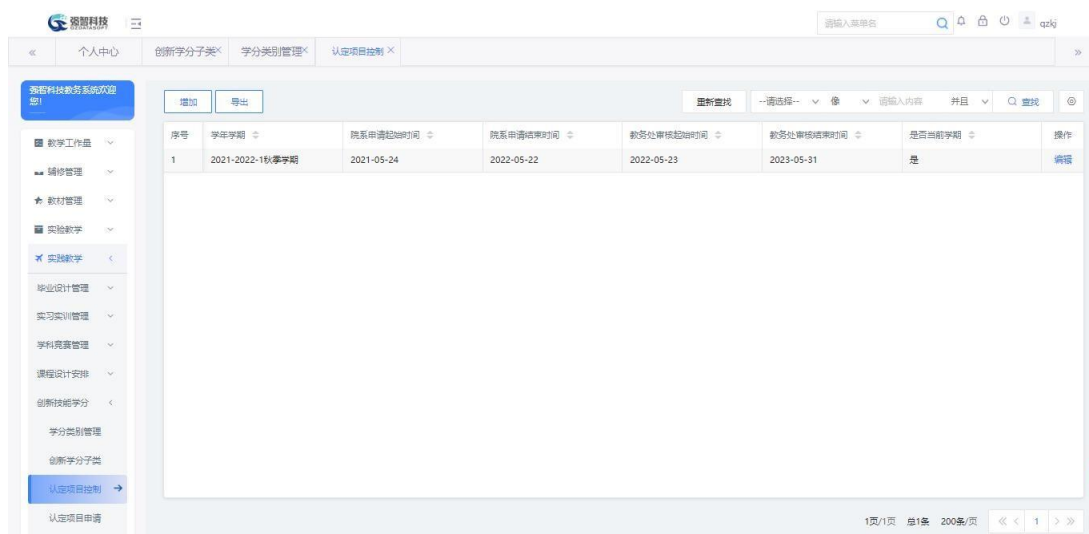 强智科技
QZDATASOFT
请输入菜单名
qzkj
个人中心 创新学分子类 学分类别管理 认定项目控制
强智科技教务系统欢迎
您!
增加 导出 重新查找 --请选择-- 像 请输入内容 并且 查找
序号 学年学期 院系申请起始时间 院系申请结束时间 教务处审核起始时间 教务处审核结束时间 是否当前学期 操作
1 2021-2022-1秋季学期 2021-05-24 2022-05-22 2022-05-23 2023-05-31 是 编辑
教学工作量
辅修管理
教材管理
实验教学
实践教学
毕业设计管理
实习实训管理
学科竞赛管理
课程设计安排
创新技能学分
学分类别管理
创新学分子类
认定项目控制
认定项目申请
1页/1页 总1条 200条/页 1